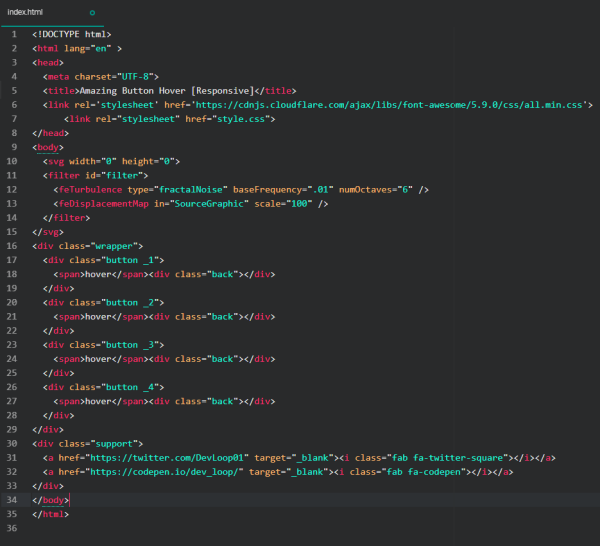 index.html
1 <!DOCTYPE html>
2 <html lang="en" >
3 <head>
4   <meta charset="UTF-8">
5   <title>Amazing Button Hover [Responsive]</title>
6   <link rel='stylesheet' href='https://cdnjs.cloudflare.com/ajax/libs/font-awesome/5.9.0/css/all.min.css'>
7       <link rel="stylesheet" href="style.css">
8 </head>
9 <body>
10   <svg width="0" height="0">
11   <filter id="filter">
12     <feTurbulence type="fractalNoise" baseFrequency=".01" numOctaves="6" />
13     <feDisplacementMap in="SourceGraphic" scale="100" />
14   </filter>
15 </svg>
16 <div class="wrapper">
17   <div class="button _1">
18     <span>hover</span><div class="back"></div>
19   </div>
20   <div class="button _2">
21     <span>hover</span><div class="back"></div>
22   </div>
23   <div class="button _3">
24     <span>hover</span><div class="back"></div>
25   </div>
26   <div class="button _4">
27     <span>hover</span><div class="back"></div>
28   </div>
29 </div>
30 <div class="support">
31   <a href="https://twitter.com/DevLoop01" target="_blank"><i class="fab fa-twitter-square"></i></a>
32   <a href="https://codepen.io/dev_loop/" target="_blank"><i class="fab fa-codepen"></i></a>
33 </div>
34 </body>
35 </html>
36